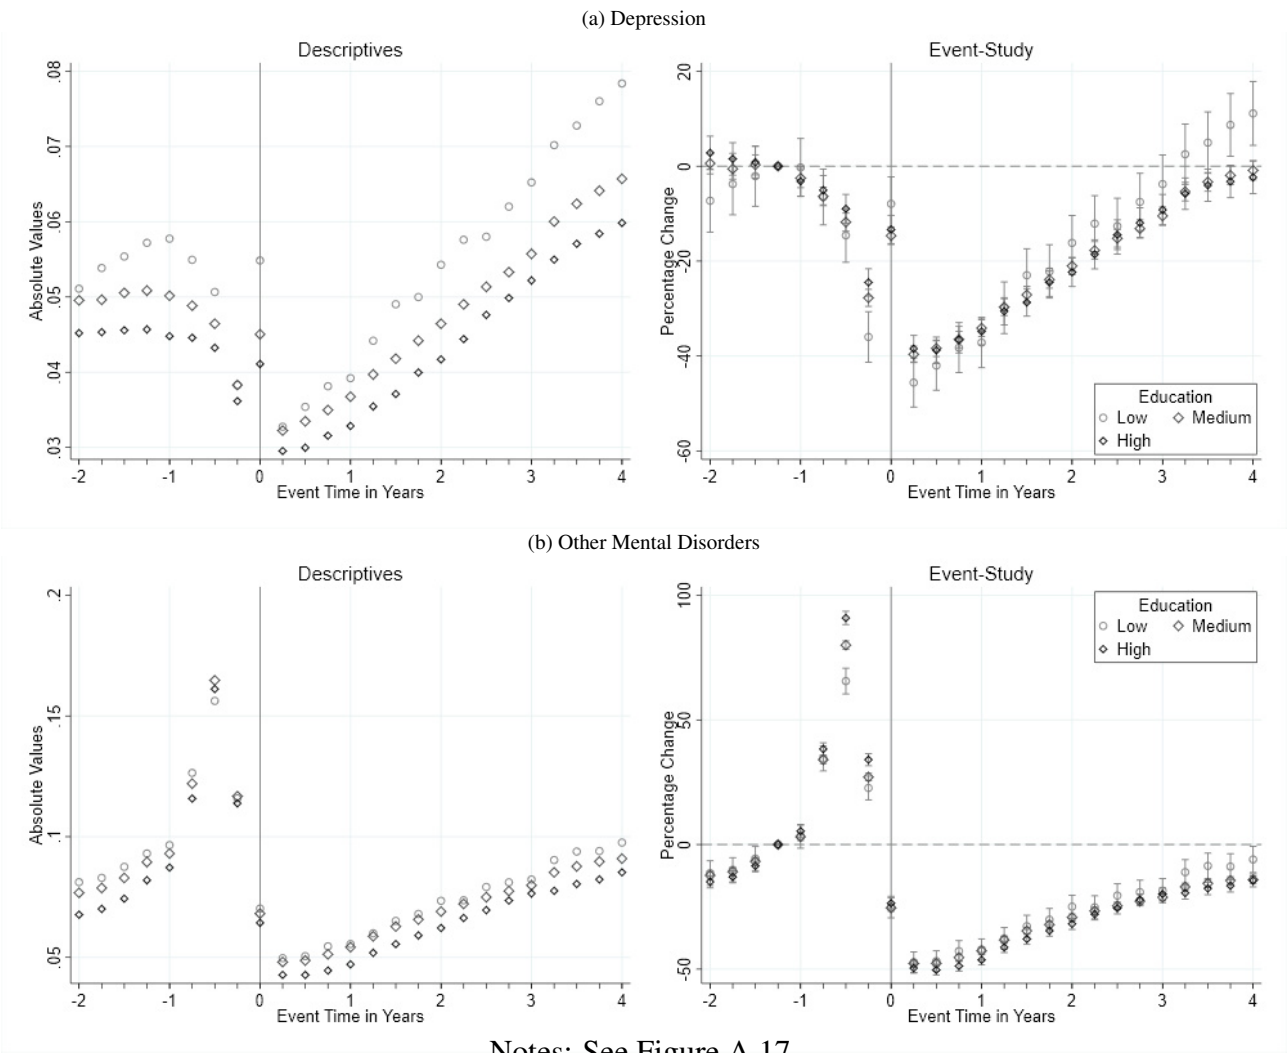 (a) Depression
Descriptives
Absolute Values
.08
.07
.06
.05
.04
.03
-2 -1 0 1 2 3 4
Event Time in Years
Event-Study
Percentage Change
20
0
-20
-40
-60
Education
Low Medium
High
-2 -1 0 1 2 3 4
Event Time in Years
(b) Other Mental Disorders
Descriptives
Absolute Values
.2
.15
.1
.05
-2 -1 0 1 2 3 4
Event Time in Years
Event-Study
Percentage Change
100
50
0
-50
Education
Low Medium
High
-2 -1 0 1 2 3 4
Event Time in Years
Notes: See Figure A.17